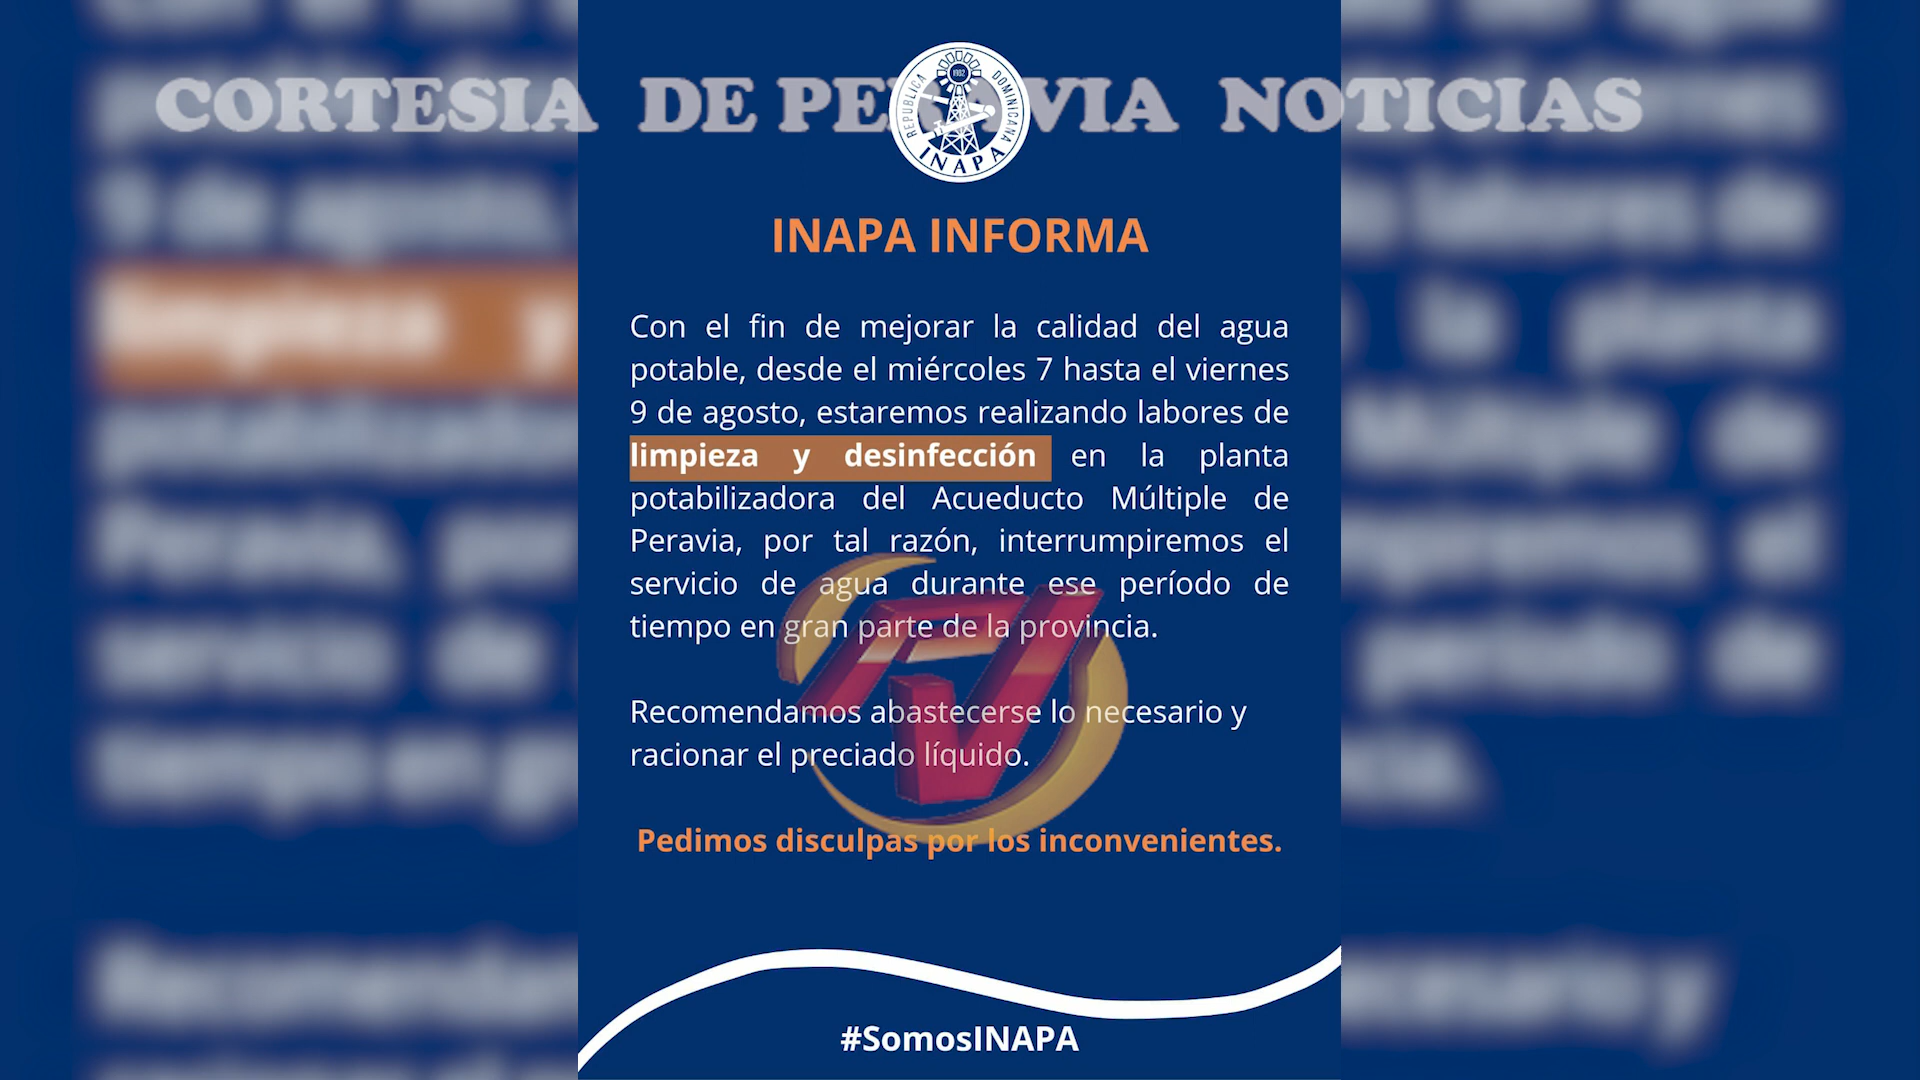 CORTESIA DE PERAVIA NOTICIAS
REPUBLICA DOMINICANA
1962
INAPA
INAPA INFORMA
Con el fin de mejorar la calidad del agua
potable, desde el miércoles 7 hasta el viernes
9 de agosto, estaremos realizando labores de
limpieza y desinfección en la planta
potabilizadora del Acueducto Múltiple de
Peravia, por tal razón, interrumpiremos el
servicio de agua durante ese período de
tiempo en gran parte de la provincia.
Recomendamos abastecerse lo necesario y
racionar el preciado líquido.
Pedimos disculpas por los inconvenientes.
#SomosINAPA